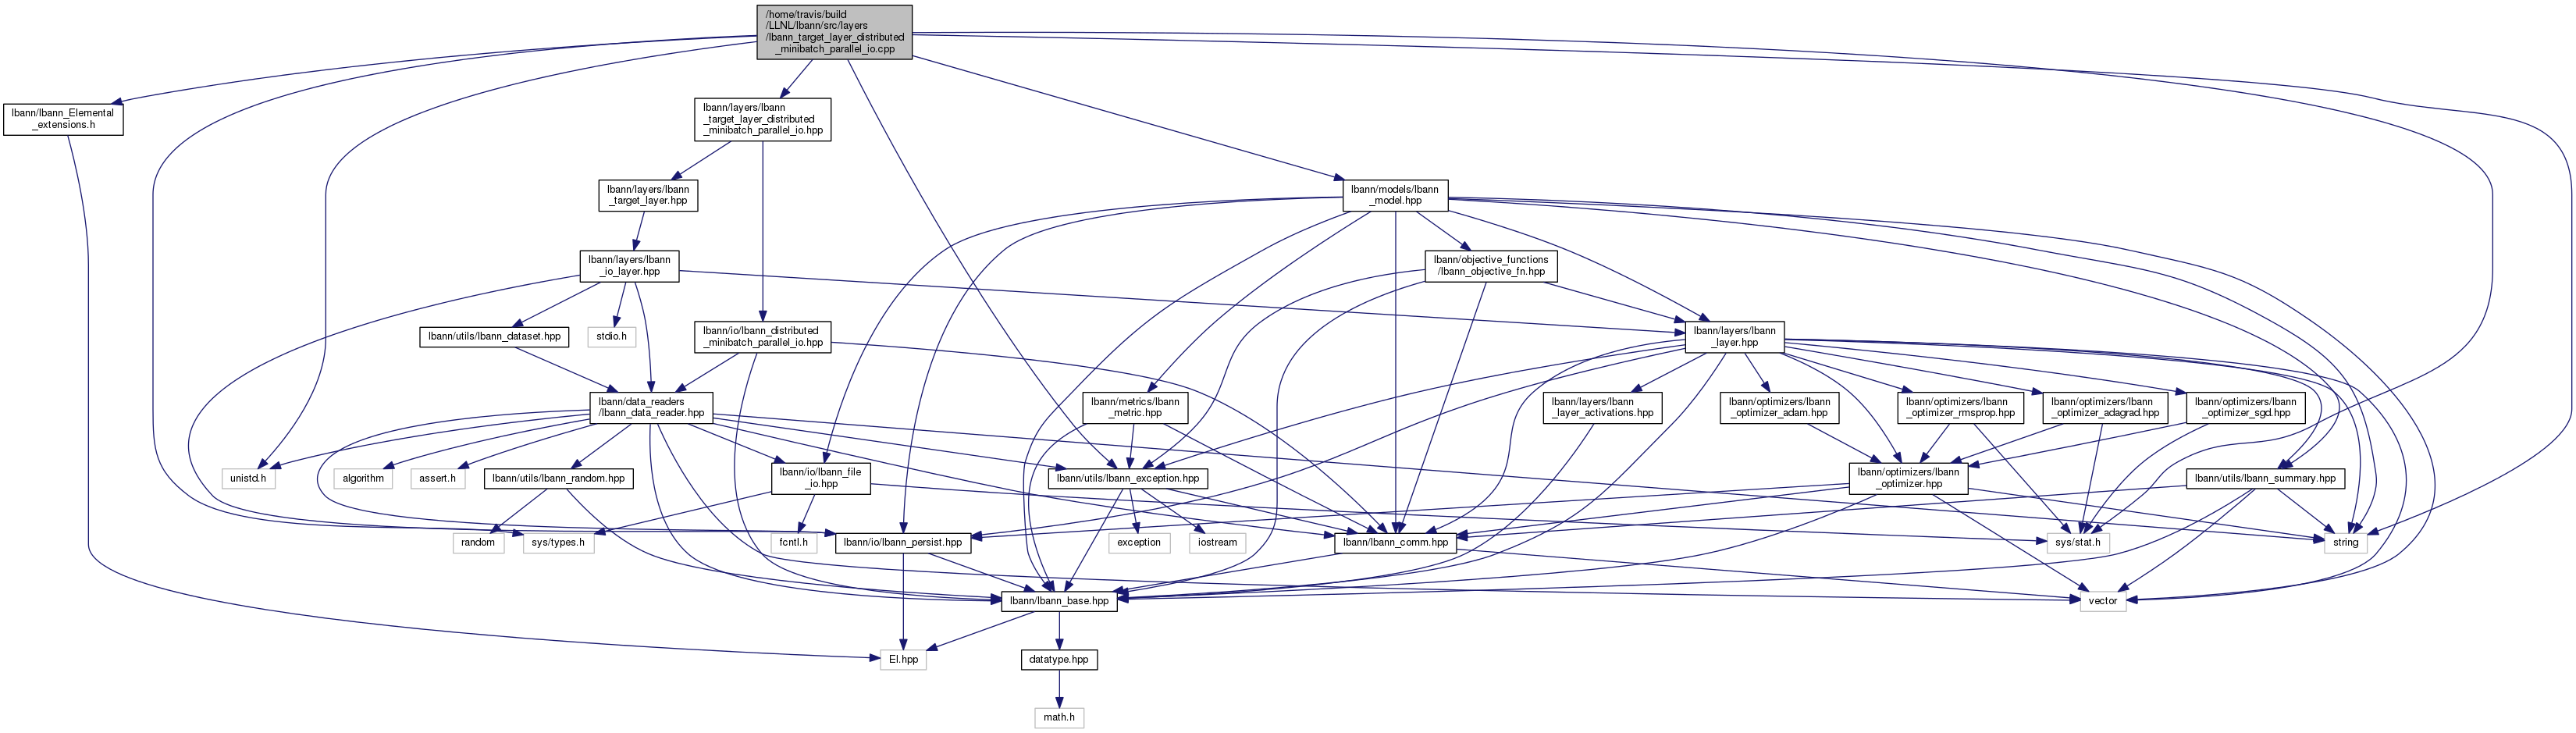 /home/travis/build
/LLNL/lbann/src/layers
/lbann_target_layer_distributed
_minibatch_parallel_io.cpp
lbann/lbann_Elemental
_extensions.h
lbann/layers/lbann
_target_layer_distributed
_minibatch_parallel_io.hpp
lbann/layers/lbann
_target_layer.hpp
lbann/models/lbann
_model.hpp
lbann/layers/lbann
_io_layer.hpp
lbann/objective_functions
/lbann_objective_fn.hpp
lbann/utils/lbann_dataset.hpp
stdio.h
lbann/io/lbann_distributed
_minibatch_parallel_io.hpp
lbann/layers/lbann
_layer.hpp
lbann/data_readers
/lbann_data_reader.hpp
lbann/metrics/lbann
_metric.hpp
lbann/layers/lbann
_layer_activations.hpp
lbann/optimizers/lbann
_optimizer_adam.hpp
lbann/optimizers/lbann
_optimizer_rmsprop.hpp
lbann/optimizers/lbann
_optimizer_adagrad.hpp
lbann/optimizers/lbann
_optimizer_sgd.hpp
unistd.h
algorithm
assert.h
lbann/utils/lbann_random.hpp
lbann/io/lbann_file
_io.hpp
lbann/utils/lbann_exception.hpp
lbann/optimizers/lbann
_optimizer.hpp
lbann/utils/lbann_summary.hpp
random
sys/types.h
fcntl.h
lbann/io/lbann_persist.hpp
exception
iostream
lbann/lbann_comm.hpp
sys/stat.h
string
lbann/lbann_base.hpp
vector
El.hpp
datatype.hpp
math.h